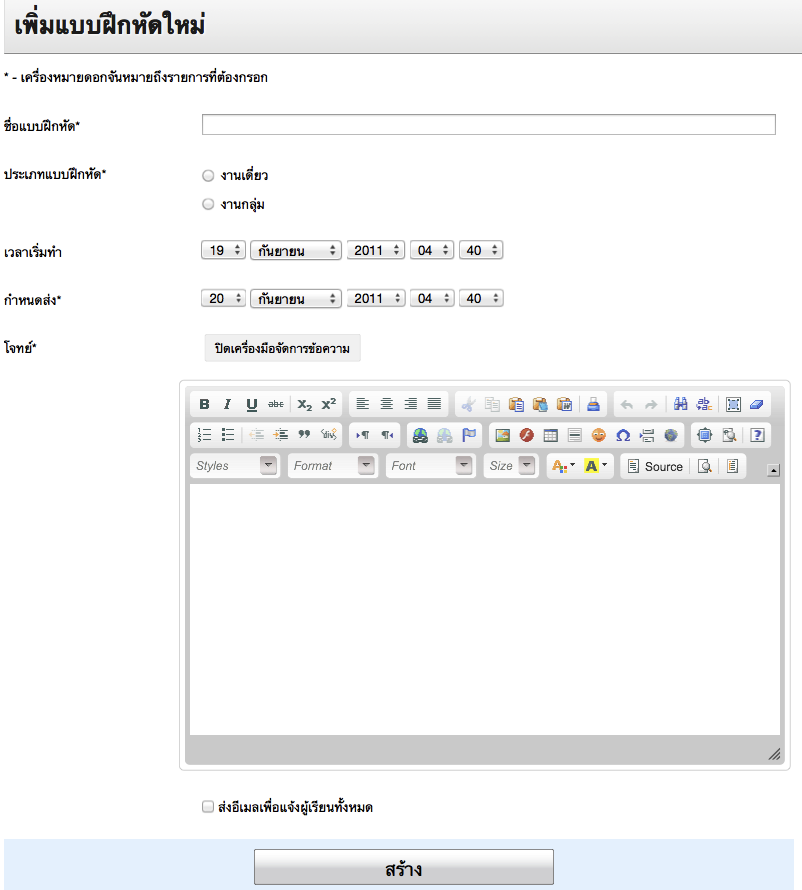 เพิ่มแบบฝึกหัดใหม่
* - เครื่องหมายดอกจันหมายถึงรายการที่ต้องกรอก
ชื่อแบบฝึกหัด*
ประเภทแบบฝึกหัด* งานเดี่ยว
งานกลุ่ม
เวลาเริ่มทำ 19 กันยายน 2011 04 40
กำหนดส่ง* 20 กันยายน 2011 04 40
โจทย์* ปิดเครื่องมือจัดการข้อความ
B I U abc X₂ X²
Styles Format Font Size A A Source
ส่งอีเมลเพื่อแจ้งผู้เรียนทั้งหมด
สร้าง